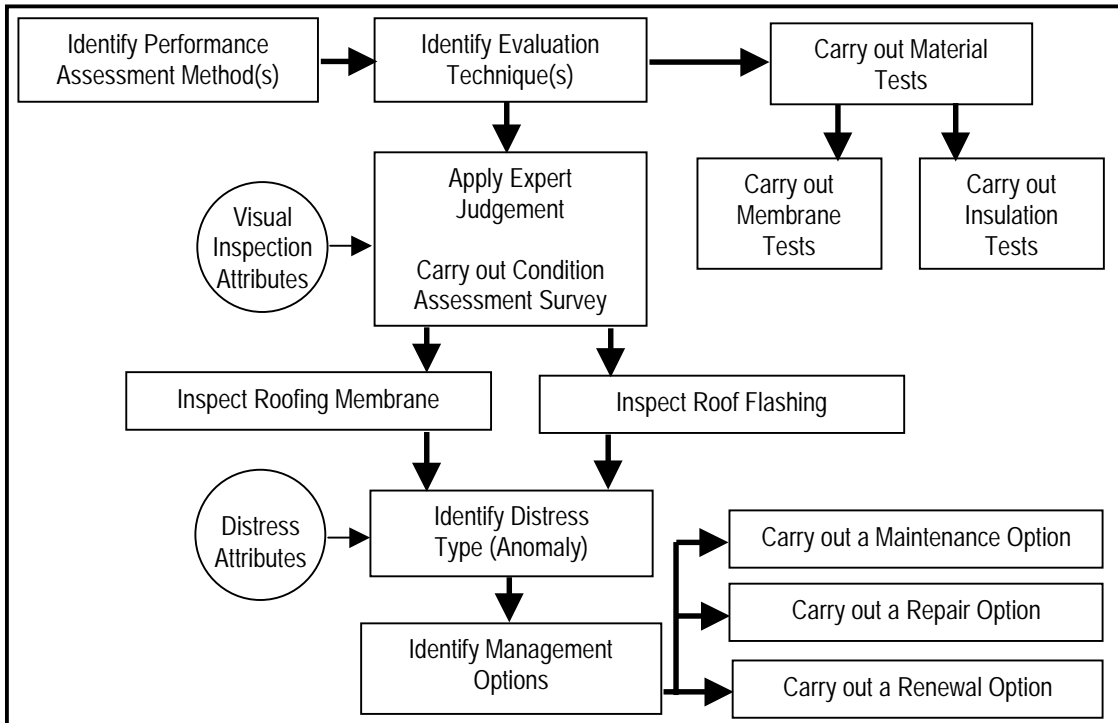 Identify Performance
Assessment Method(s)
Identify Evaluation
Technique(s)
Carry out Material
Tests
Apply Expert
Judgement
Carry out Condition
Assessment Survey
Visual
Inspection
Attributes
Carry out
Membrane
Tests
Carry out
Insulation
Tests
Inspect Roofing Membrane
Inspect Roof Flashing
Distress
Attributes
Identify Distress
Type (Anomaly)
Identify Management
Options
Carry out a Maintenance Option
Carry out a Repair Option
Carry out a Renewal Option